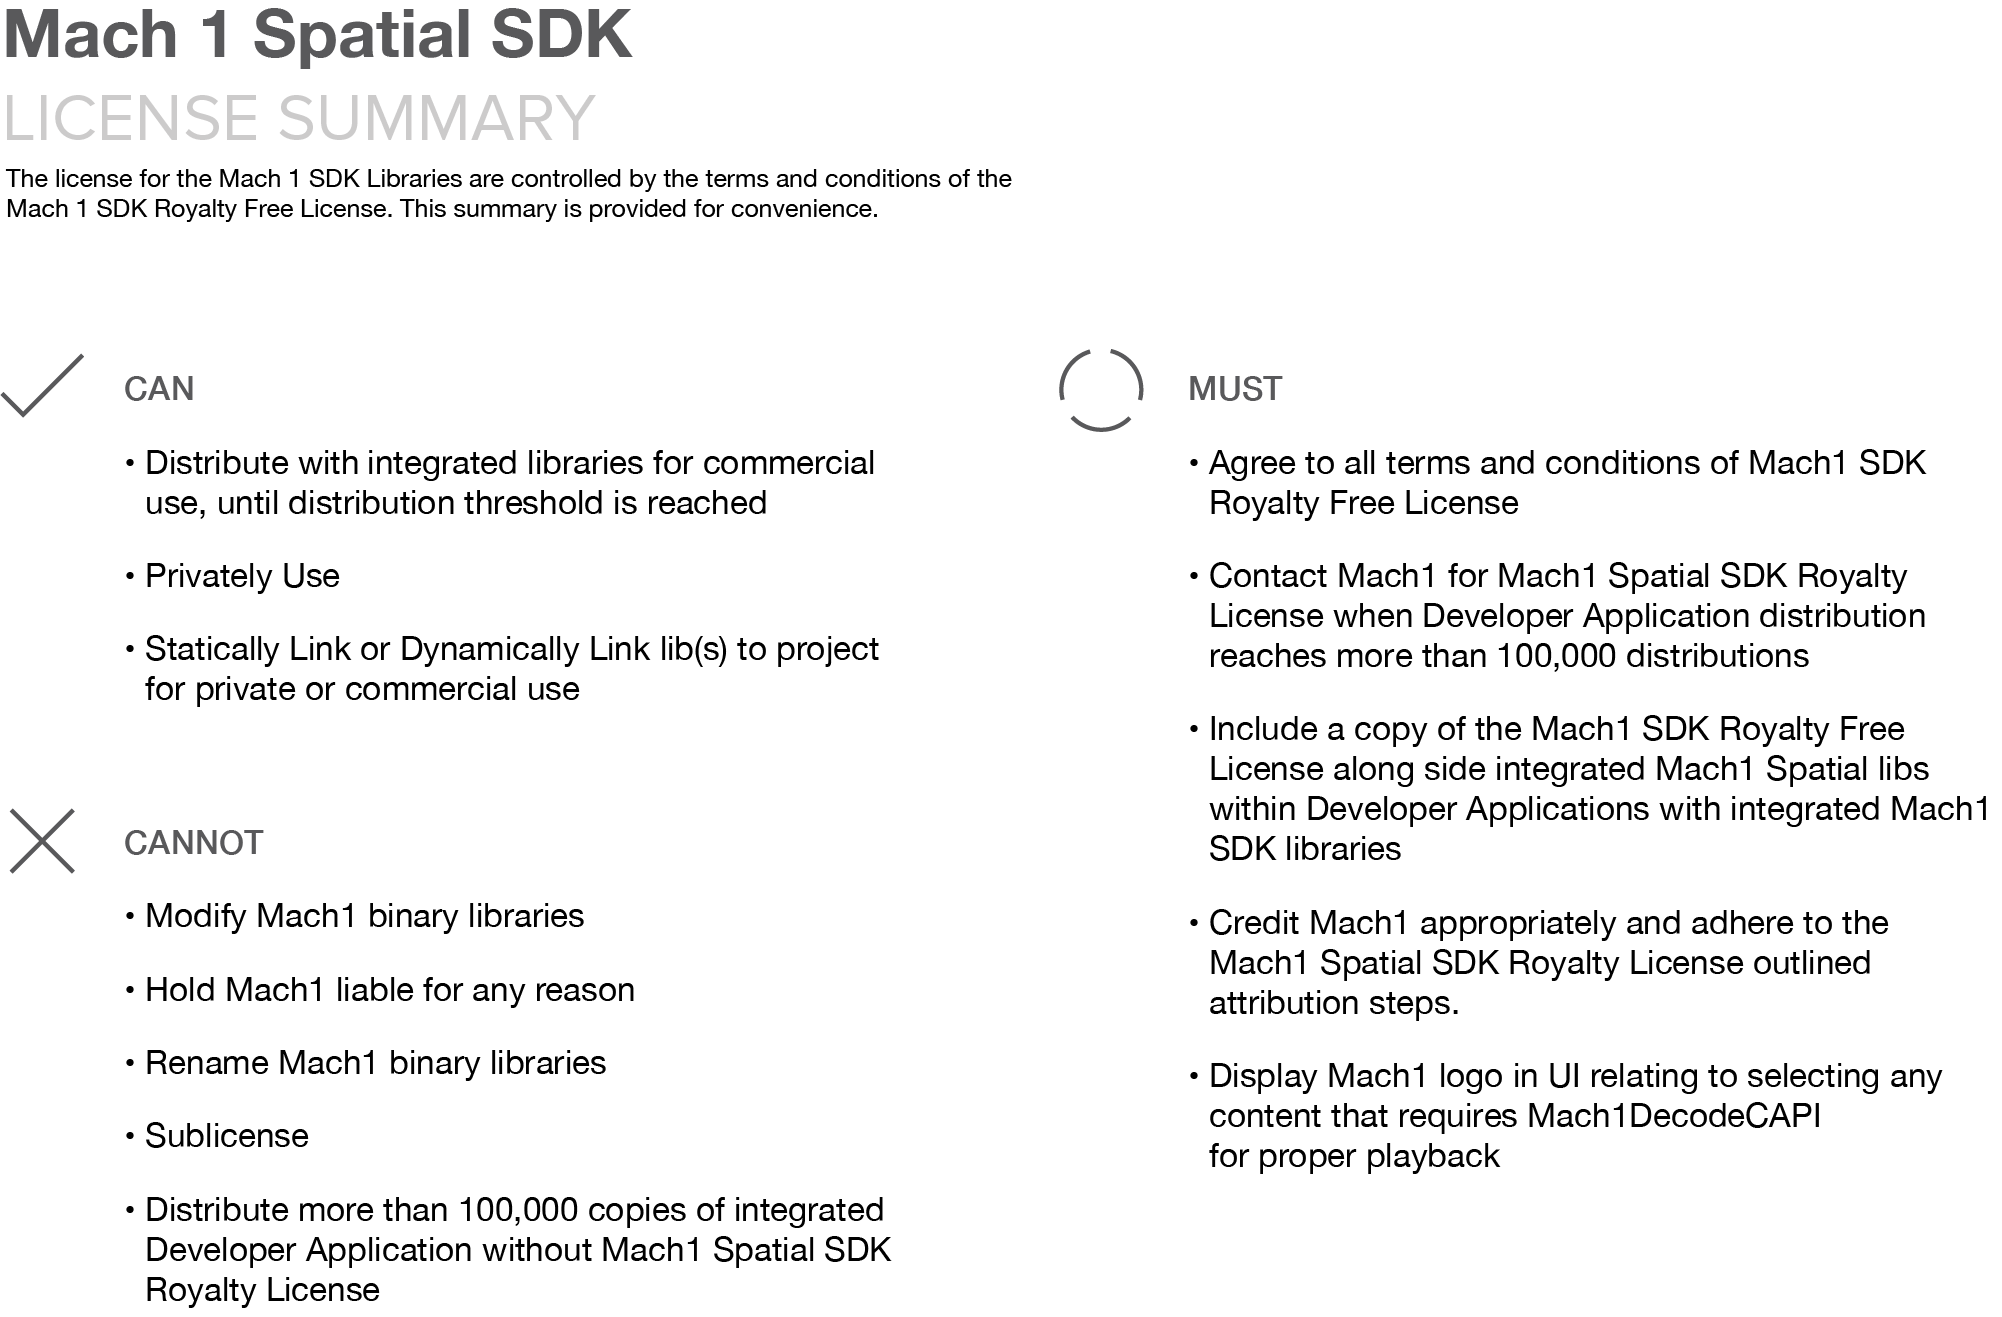 Mach 1 Spatial SDK
LICENSE SUMMARY
The license for the Mach 1 SDK Libraries are controlled by the terms and conditions of the
Mach 1 SDK Royalty Free License. This summary is provided for convenience.
CAN
• Distribute with integrated libraries for commercial
use, until distribution threshold is reached
• Privately Use
• Statically Link or Dynamically Link lib(s) to project
for private or commercial use
CANNOT
• Modify Mach1 binary libraries
• Hold Mach1 liable for any reason
• Rename Mach1 binary libraries
• Sublicense
• Distribute more than 100,000 copies of integrated
Developer Application without Mach1 Spatial SDK
Royalty License
MUST
• Agree to all terms and conditions of Mach1 SDK
Royalty Free License
• Contact Mach1 for Mach1 Spatial SDK Royalty
License when Developer Application distribution
reaches more than 100,000 distributions
• Include a copy of the Mach1 SDK Royalty Free
License along side integrated Mach1 Spatial libs
within Developer Applications with integrated Mach1
SDK libraries
• Credit Mach1 appropriately and adhere to the
Mach1 Spatial SDK Royalty License outlined
attribution steps.
• Display Mach1 logo in UI relating to selecting any
content that requires Mach1DecodeCAPI
for proper playback